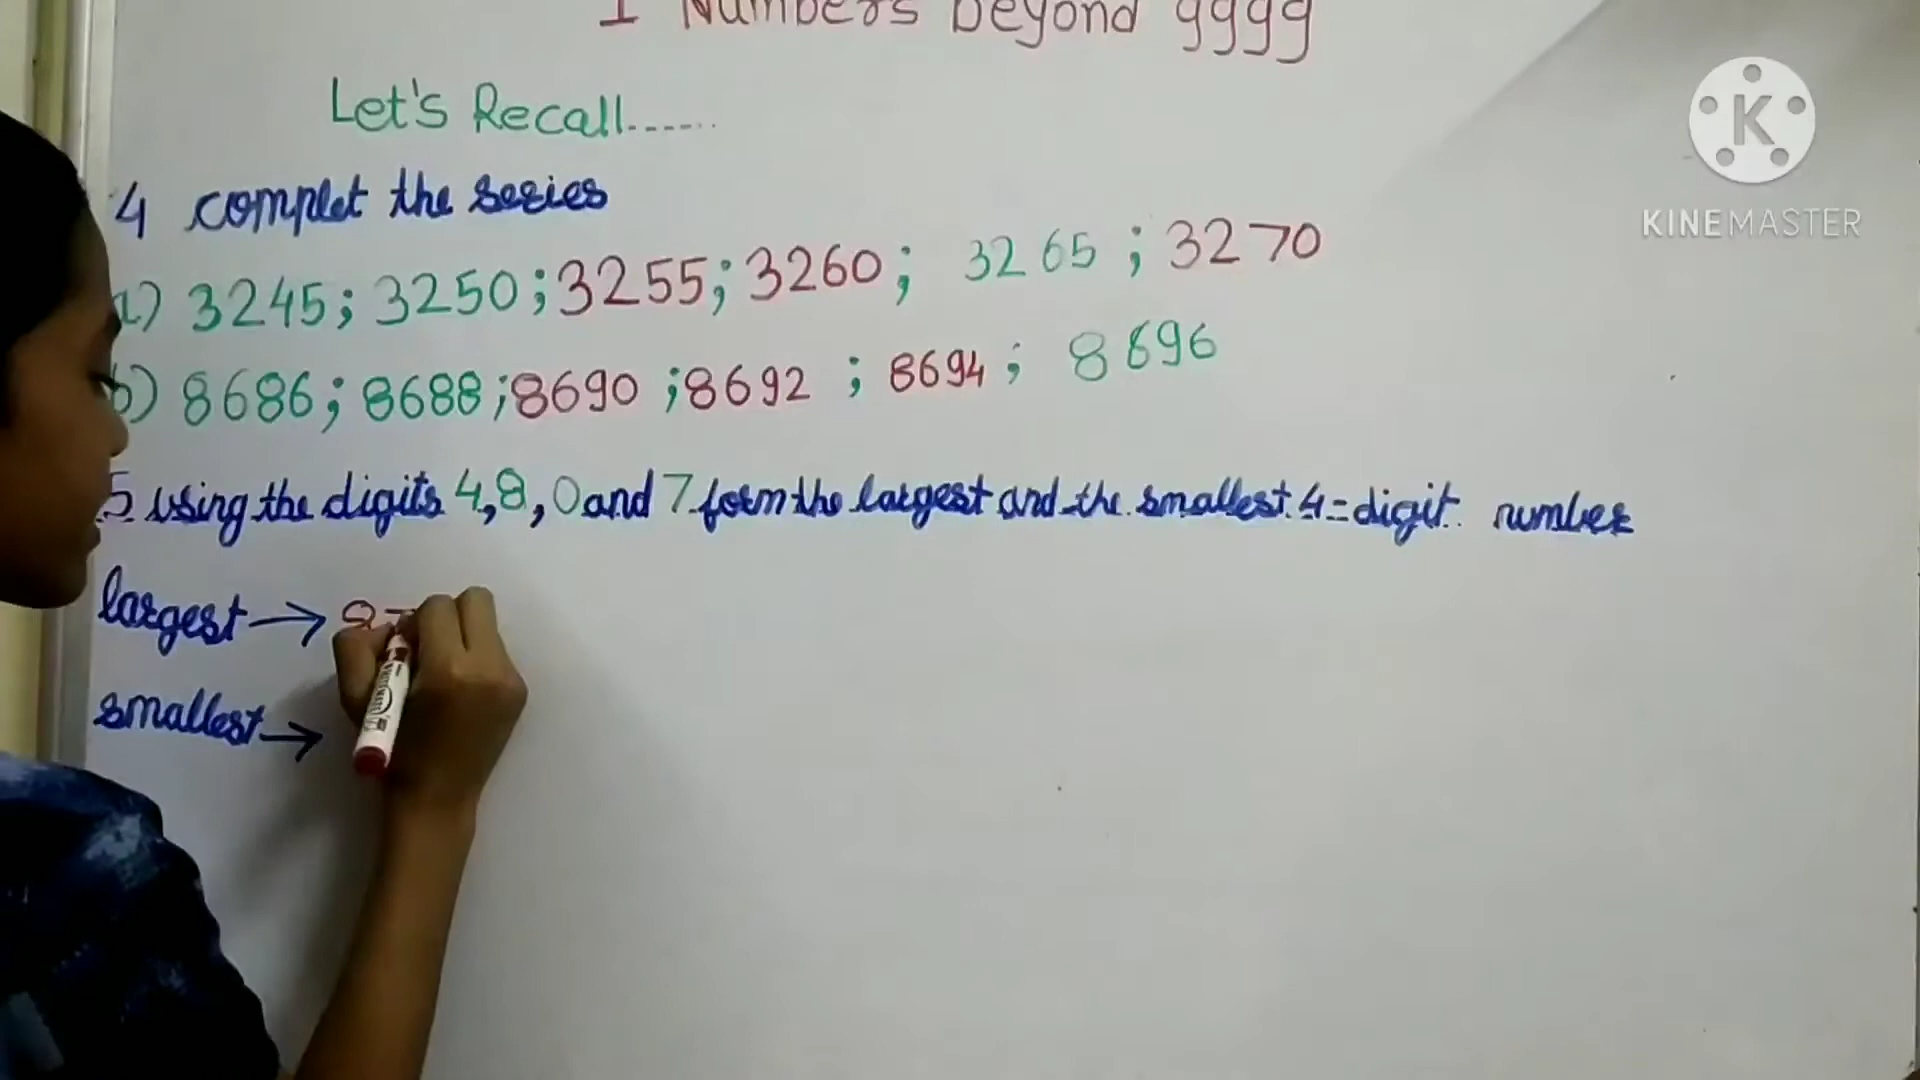 1 Numbers beyond 9999
Let's Recall......
4 complet the series
a) 3245; 3250; 3255; 3260; 3265; 3270
b) 8686; 8688; 8690; 8692; 8694; 8696
5 using the digits 4,8,0 and 7 form the largest and the smallest 4-digit number
largest → 87
smallest →
KINEMASTER